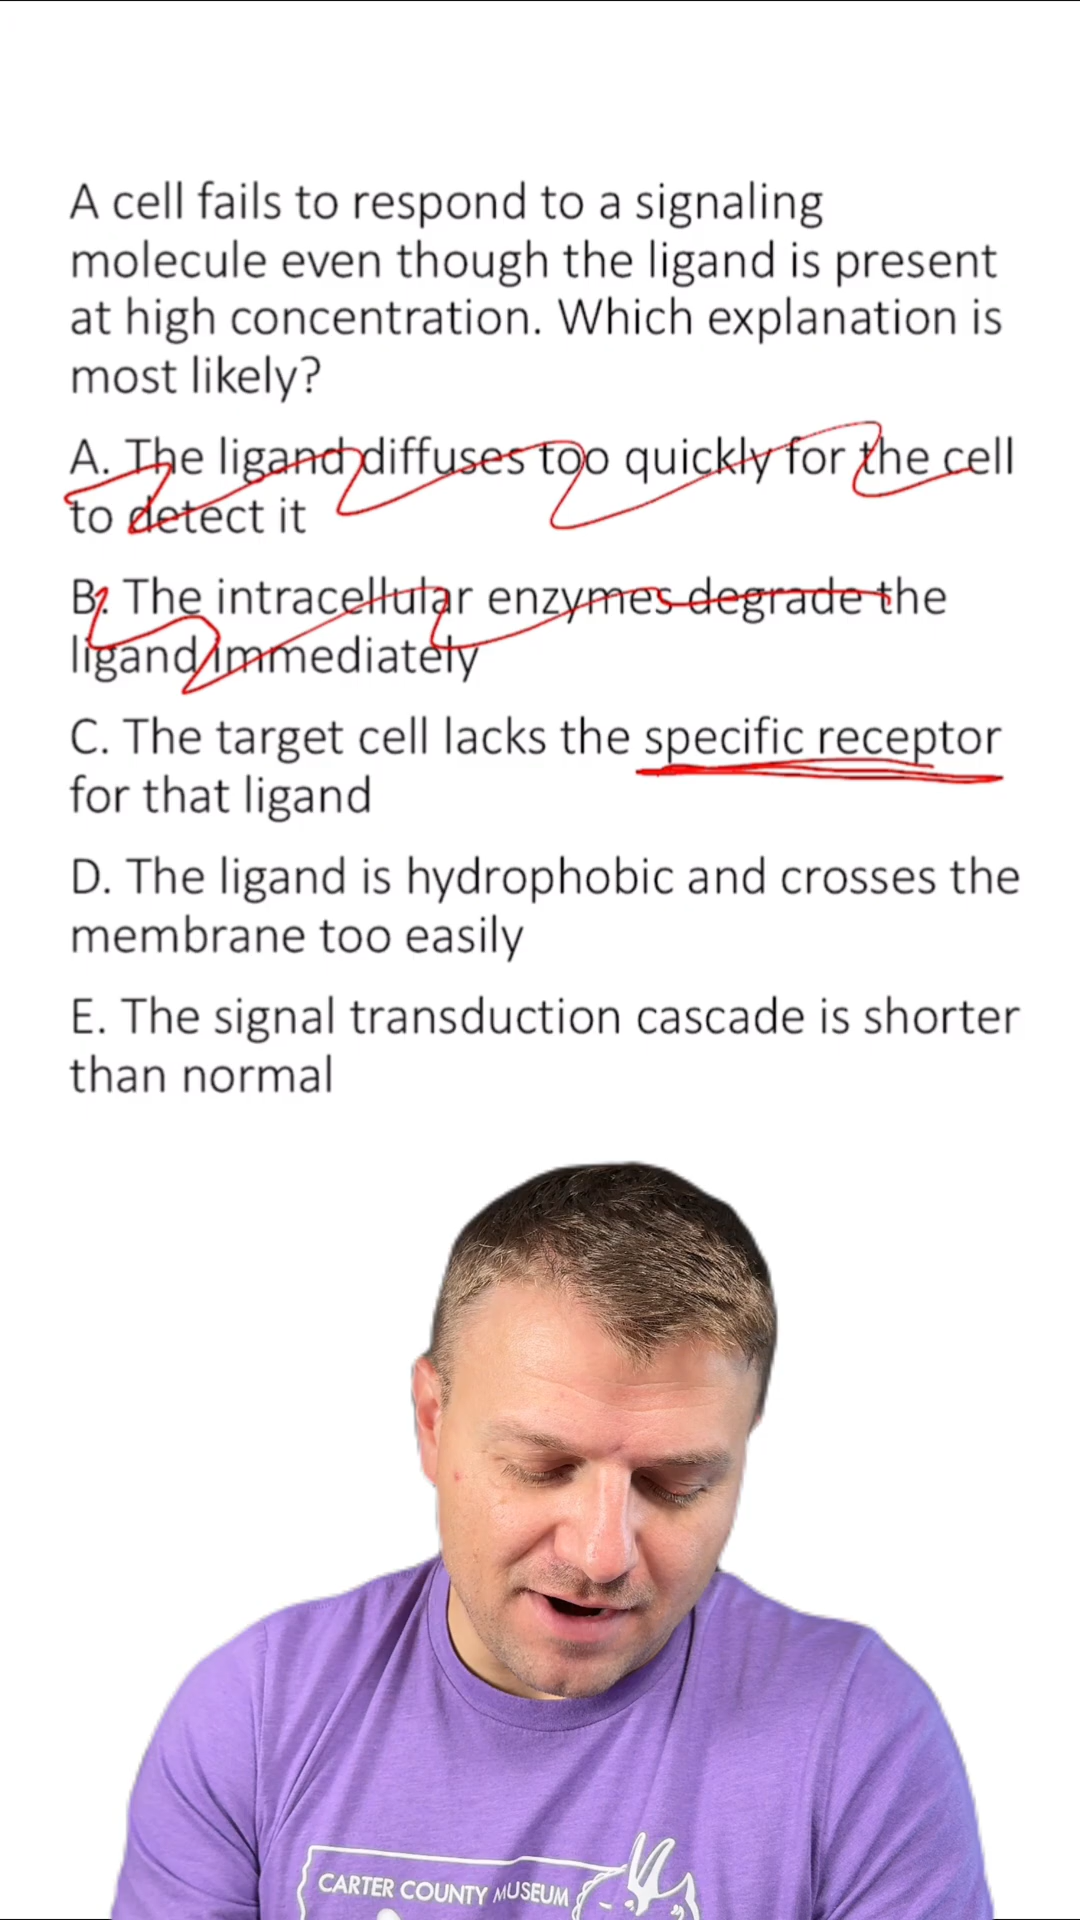 A cell fails to respond to a signaling
molecule even though the ligand is present
at high concentration. Which explanation is
most likely?
A. The ligand diffuses too quickly for the cell
to detect it
B. The intracellular enzymes degrade the
ligand immediately
C. The target cell lacks the specific receptor
for that ligand
D. The ligand is hydrophobic and crosses the
membrane too easily
E. The signal transduction cascade is shorter
than normal
CARTER COUNTY MUSEUM